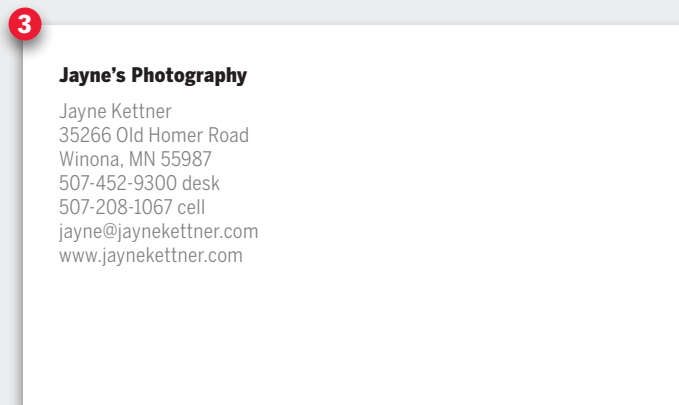 3
Jayne's Photography
Jayne Kettner
35266 Old Homer Road
Winona, MN 55987
507-452-9300 desk
507-208-1067 cell
jayne@jaynekettner.com
www.jaynekettner.com